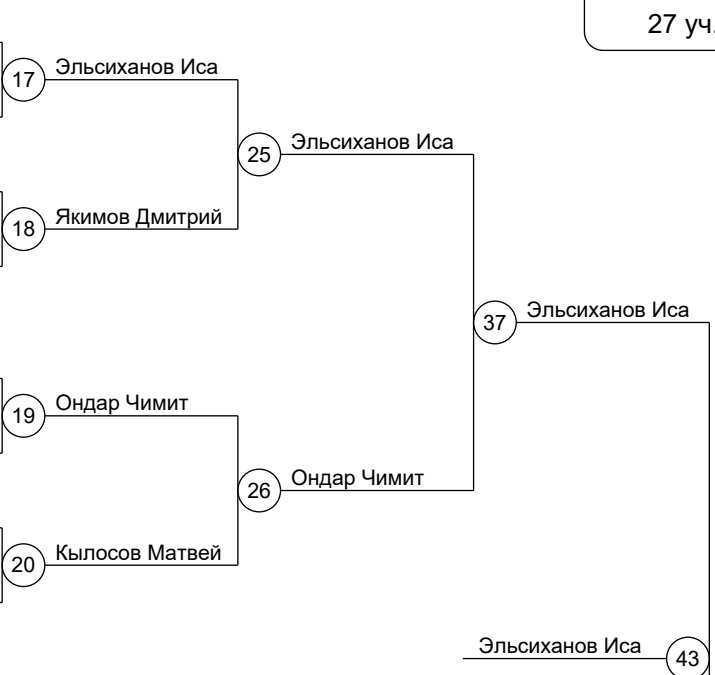 27 уч.
17 Эльсиханов Иса
25 Эльсиханов Иса
18 Якимов Дмитрий
37 Эльсиханов Иса
19 Ондар Чимит
26 Ондар Чимит
20 Кылосов Матвей
Эльсиханов Иса 43